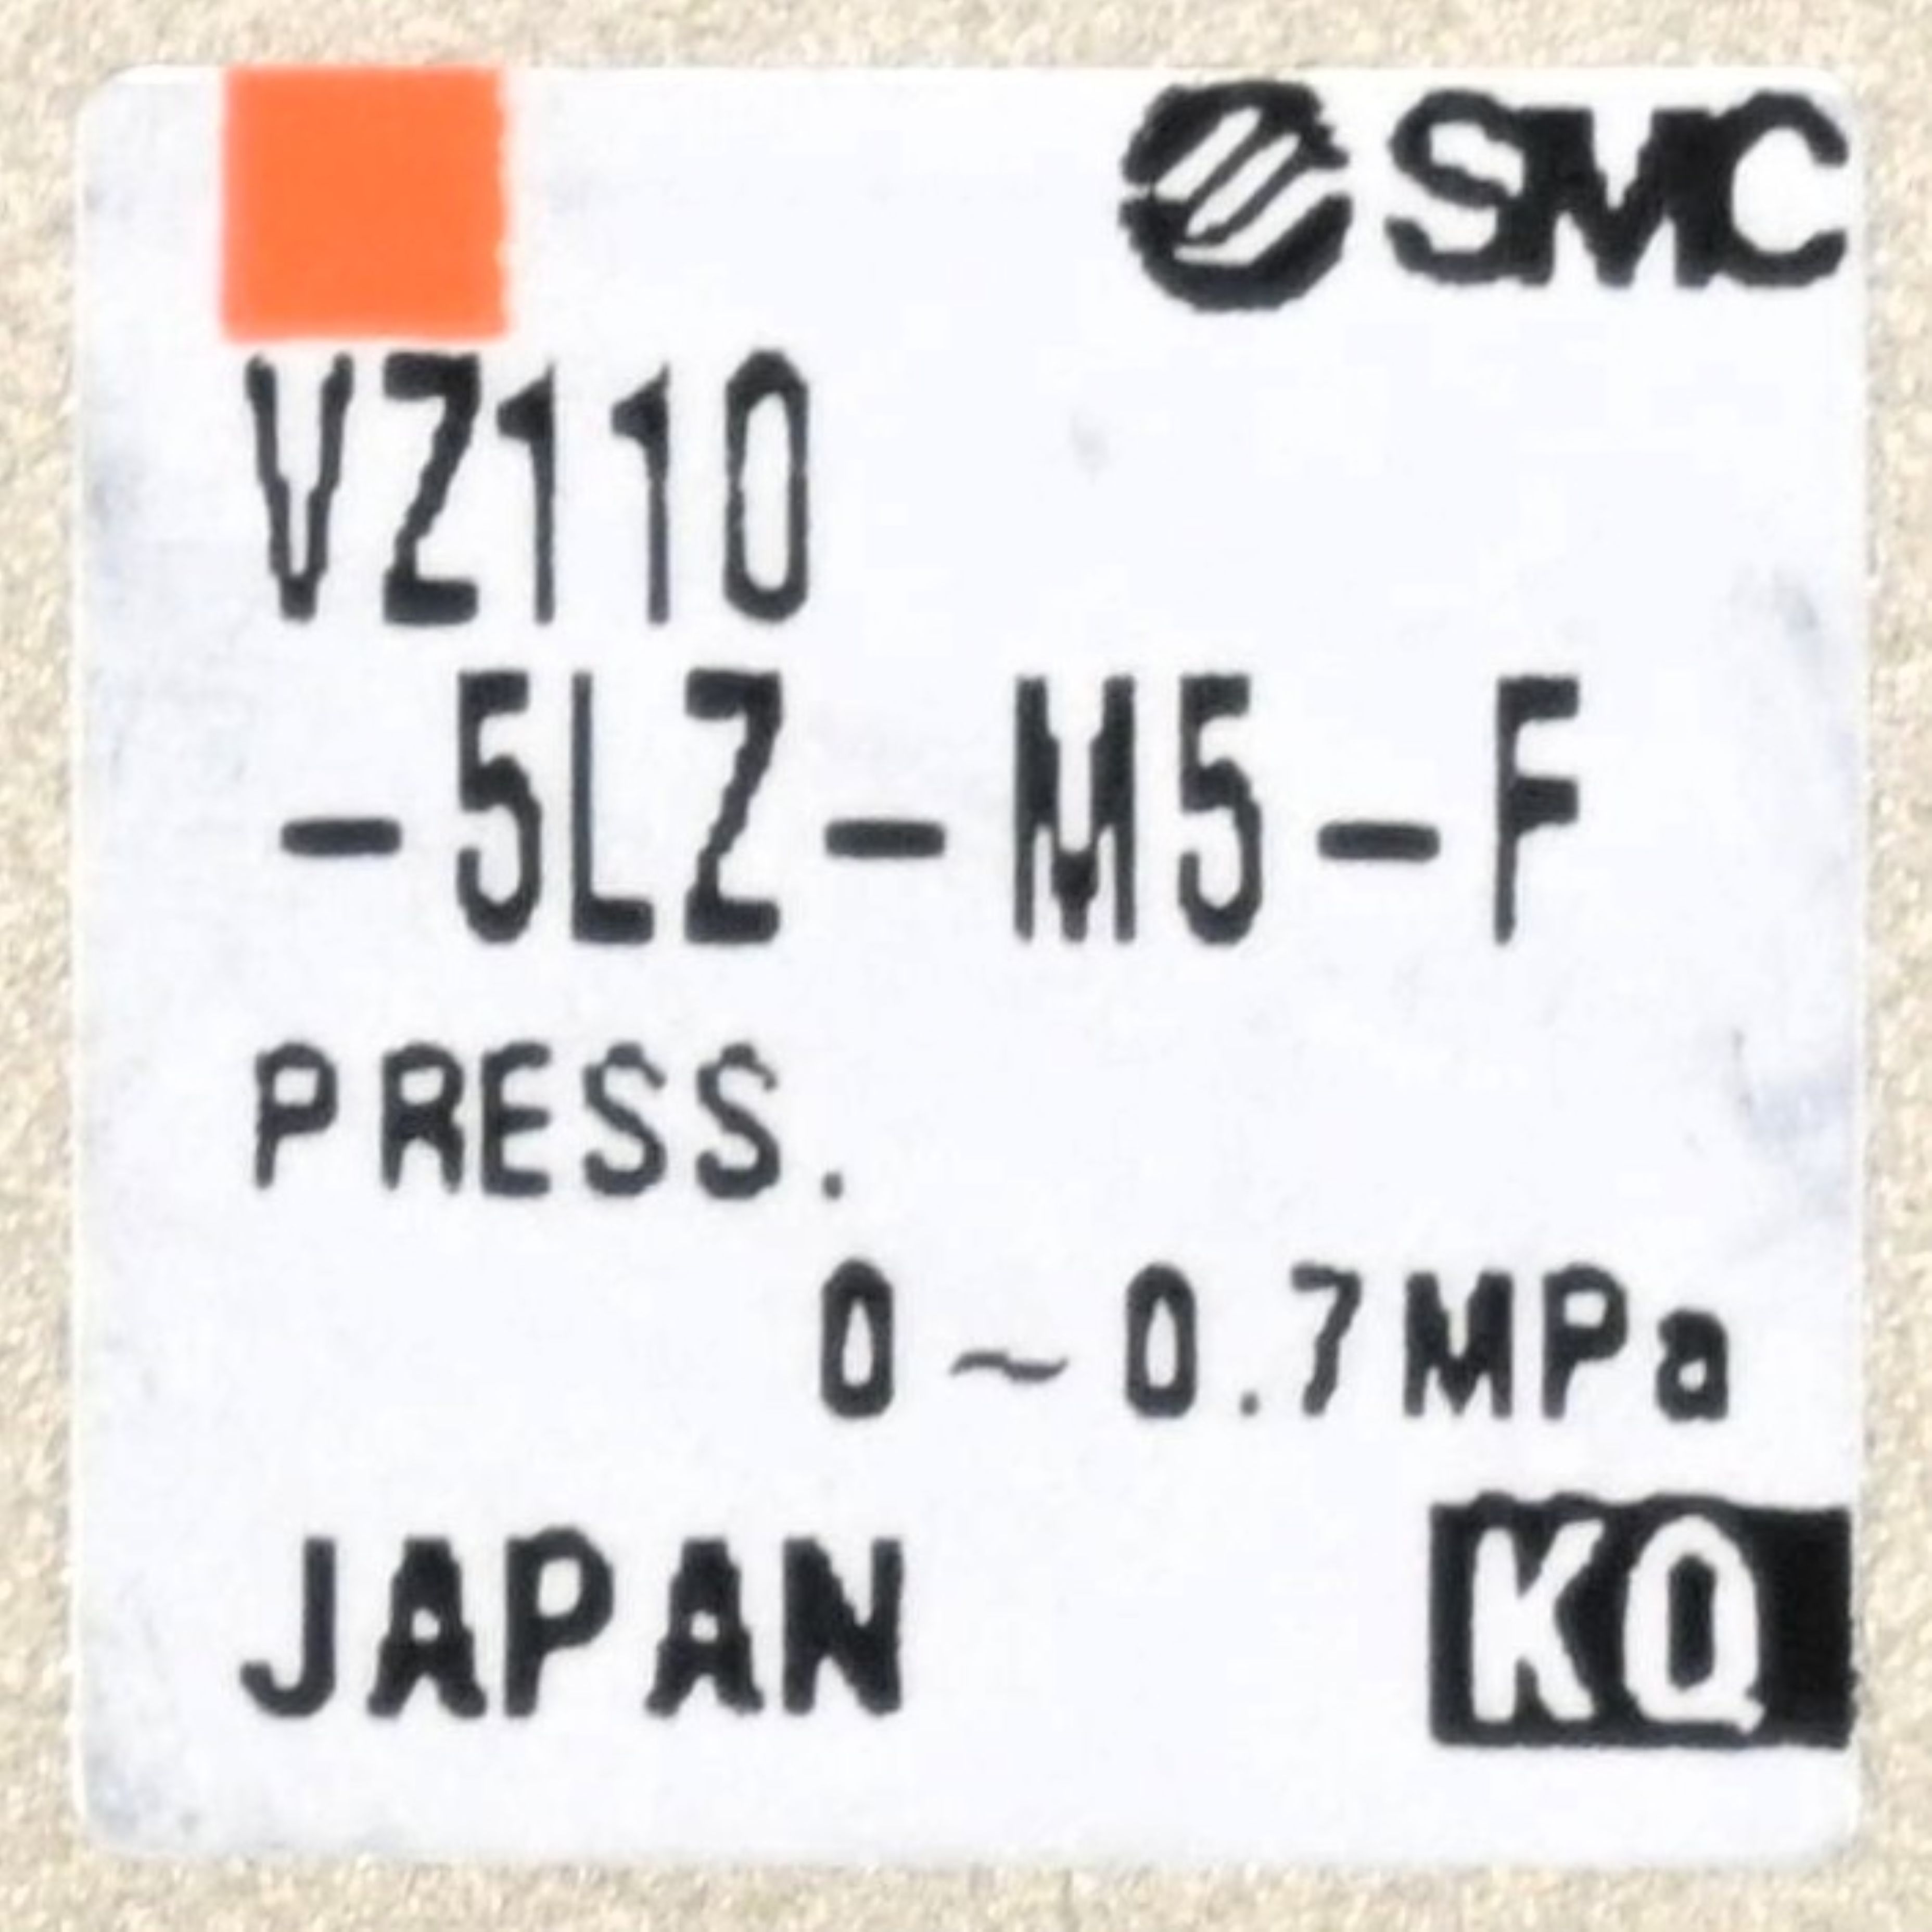 SMC
VZ110
-5LZ-M5-F
PRESS.
0~0.7MPa
JAPAN KQ